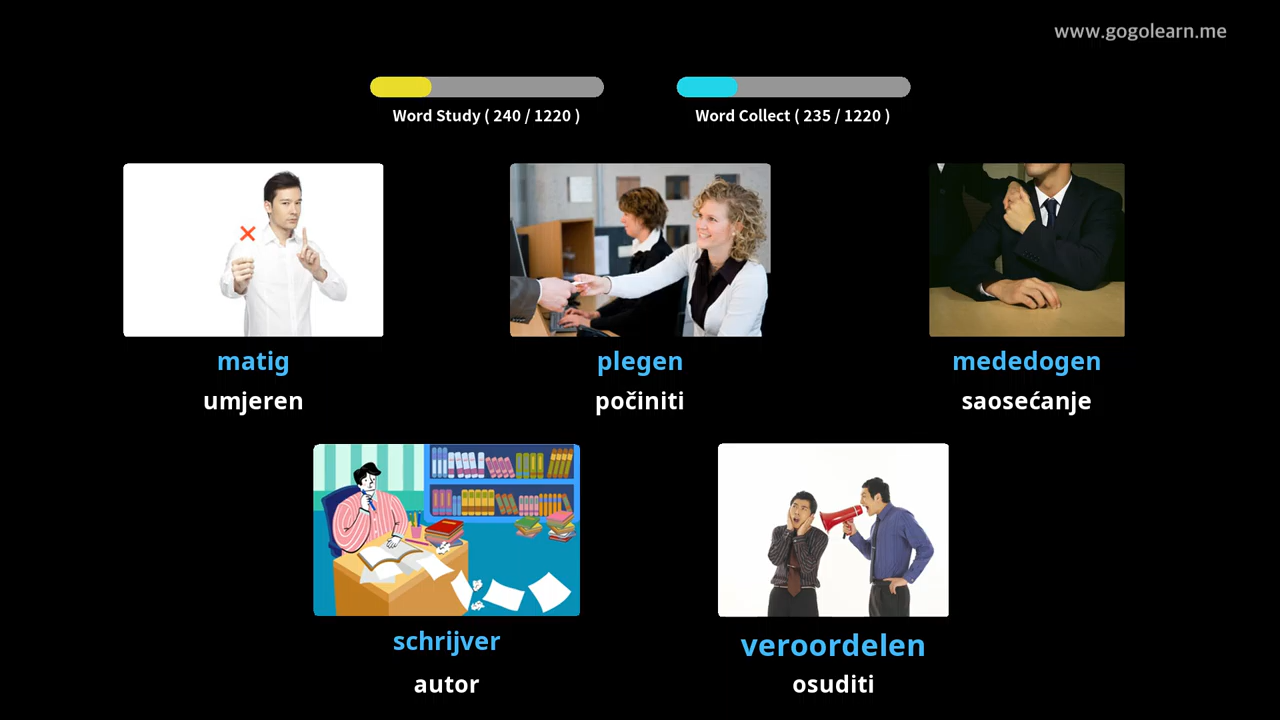 www.gogolearn.me
Word Study ( 240 / 1220 )
Word Collect ( 235 / 1220 )
matig
umjeren
plegen
počiniti
mededogen
saosećanje
schrijver
autor
veroordelen
osuditi